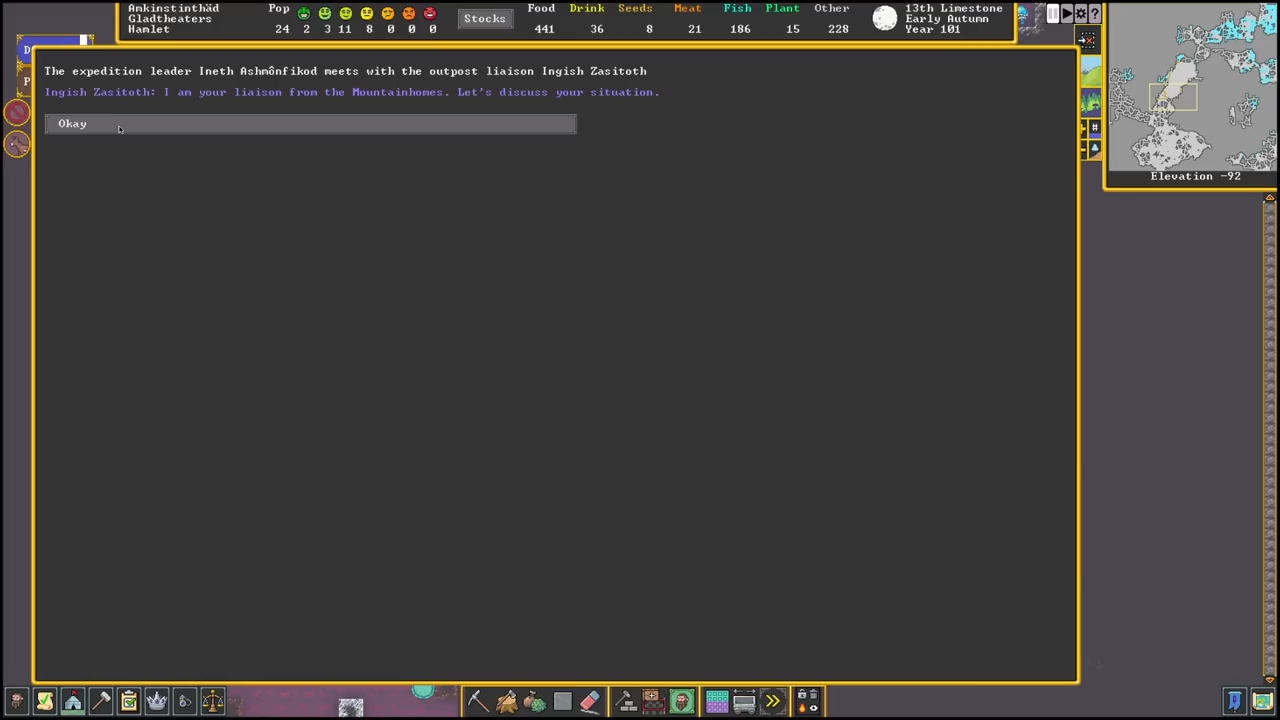 Ankinstinthäd Pop Stocks Food Drink Seeds Meat Fish Plant Other 13th Limestone
Gladtheaters 24 2 3 11 8 0 0 0 441 36 8 21 186 15 228 Early Autumn
Hamlet Year 101
The expedition leader Ineth Ashmônfikod meets with the outpost liaison Ingish Zasitoth
Ingish Zasitoth: I am your liaison from the Mountainhomes. Let's discuss your situation.
Okay
Elevation -92